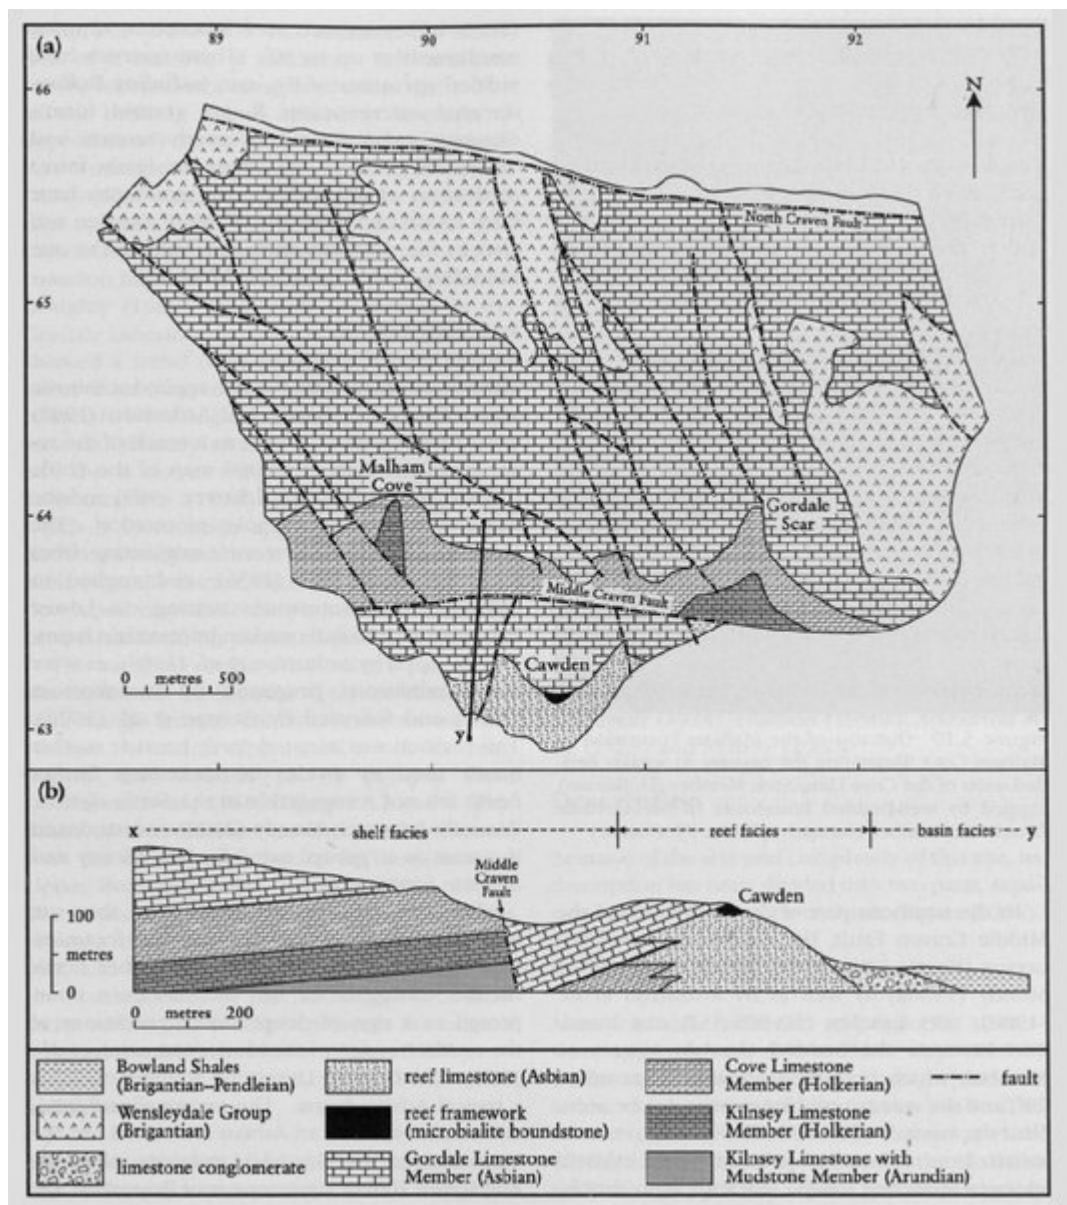 (a)
89
90
91
92
66
65
64
63
N
North Craven Fault
Malham
Cove
Gordale
Scar
x
Middle Craven Fault
Cawden
y
0 metres 500
(b)
x shelf facies reef facies basin facies y
Middle
Craven
Fault
Cawden
100
metres
0
0 metres 200
Bowland Shales
(Brigantian–Pendleian)
Wensleydale Group
(Brigantian)
limestone conglomerate
reef limestone (Asbian)
reef framework
(microbialite boundstone)
Gordale Limestone
Member (Asbian)
Cove Limestone
Member (Holkerian)
Kilnsey Limestone
Member (Holkerian)
Kilnsey Limestone with
Mudstone Member (Arundian)
fault